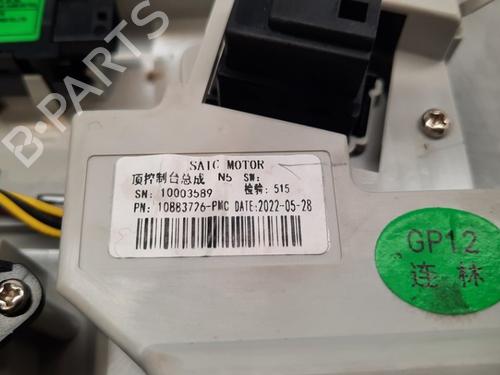 SAIC MOTOR
顶控制台总成 N5 SW:
SN: 10003589 检验: 515
PN: 10883726-PMC DATE:2022-05-28
GP12
连林
B-PARTS